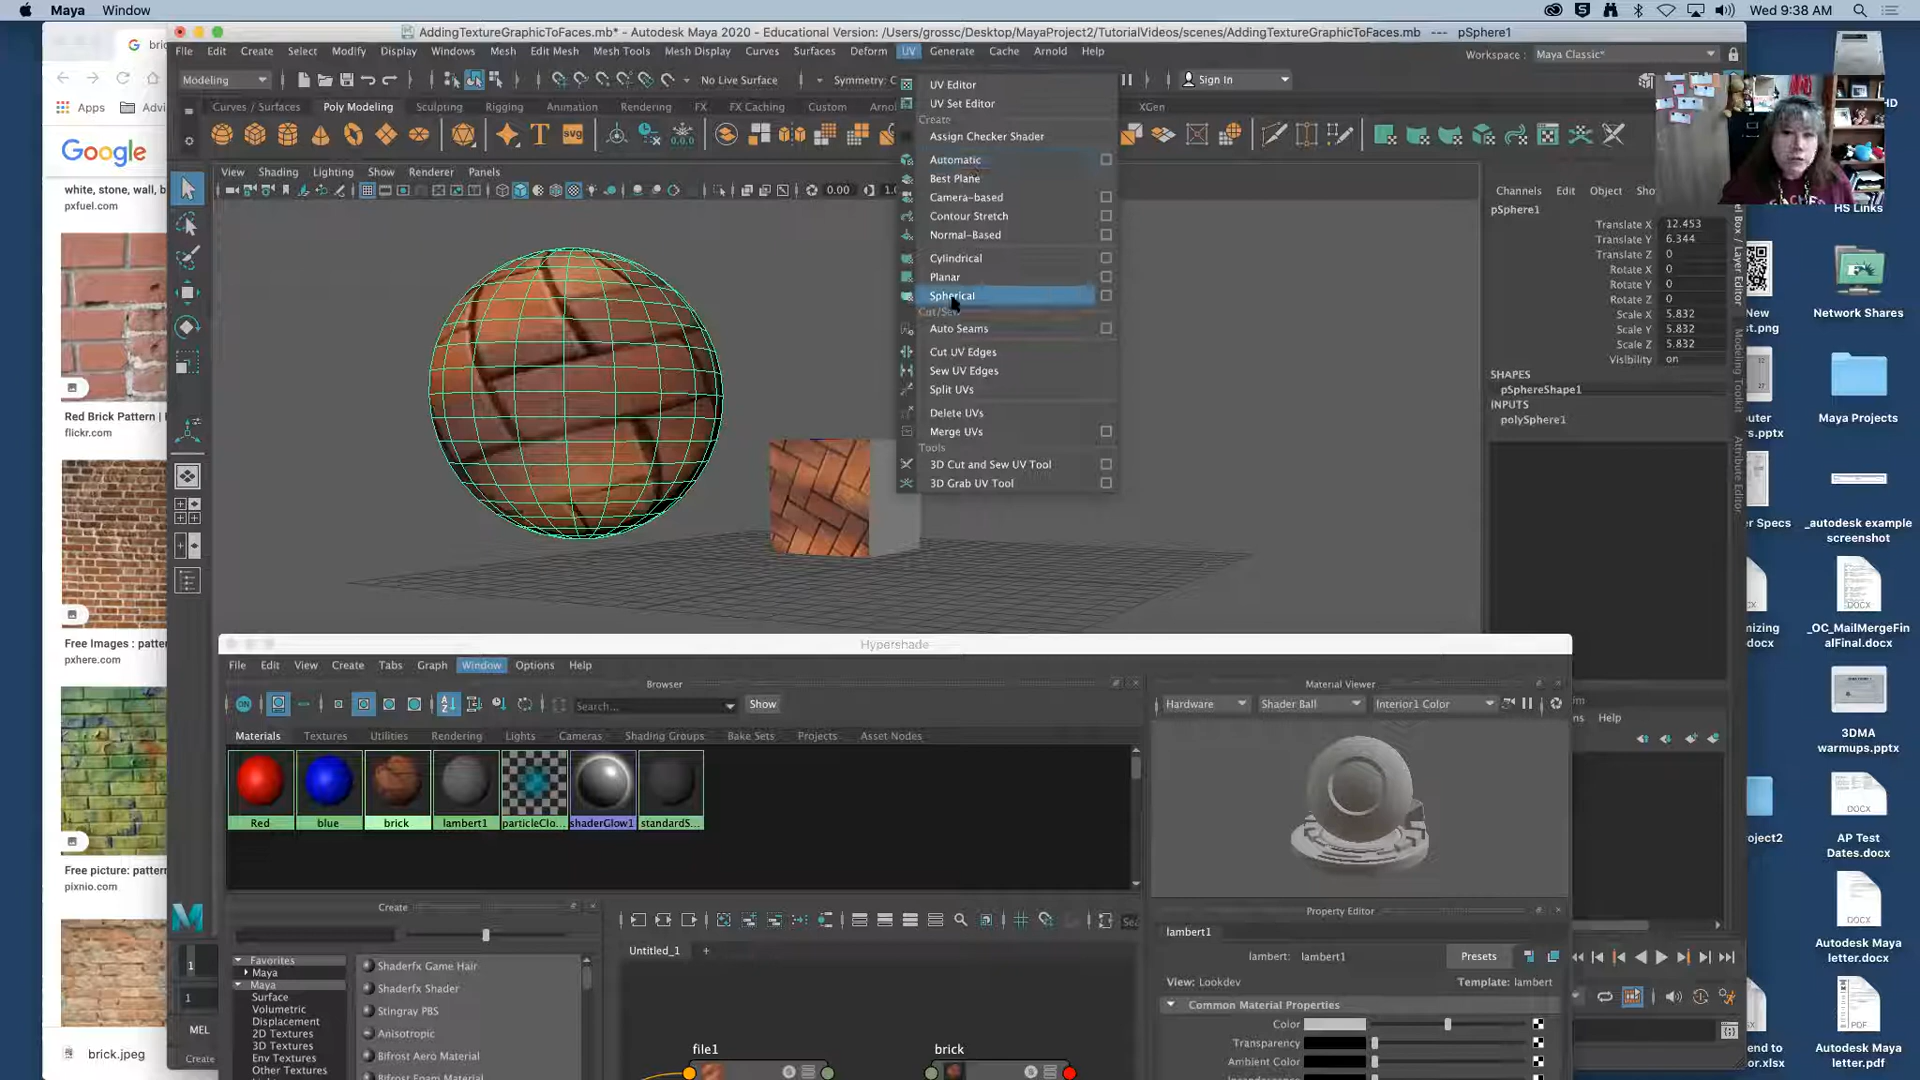 Maya Window
Wed 9:38 AM
AddingTextureGraphicToFaces.mb* - Autodesk Maya 2020 - Educational Version: /Users/grossc/Desktop/MayaProject2/TutorialVideos/scenes/AddingTextureGraphicToFaces.mb --- pSphere1
File Edit Create Select Modify Display Windows Mesh Edit Mesh Mesh Tools Mesh Display Curves Surfaces Deform UV Generate Cache Arnold Help
Workspace : Maya Classic*
Modeling
No Live Surface
Symmetry:
Sign In
Curves / Surfaces Poly Modeling Sculpting Rigging Animation Rendering FX FX Caching Custom XGen
View Shading Lighting Show Renderer Panels
0.00
Apps
Google
white, stone, wall, b
pxfuel.com
Red Brick Pattern |
flickr.com
Free Images : patter
pxhere.com
Free picture: patter
pixnio.com
brick.jpeg
UV Editor
UV Set Editor
Create
Assign Checker Shader
Automatic
Best Plane
Camera-based
Contour Stretch
Normal-Based
Cylindrical
Planar
Spherical
Auto Seams
Cut UV Edges
Sew UV Edges
Split UVs
Delete UVs
Merge UVs
Tools
3D Cut and Sew UV Tool
3D Grab UV Tool
Channels Edit Object Sho
pSphere1
Translate X 12.453
Translate Y 6.344
Translate Z 0
Rotate X 0
Rotate Y 0
Rotate Z 0
Scale X 5.832
Scale Y 5.832
Scale Z 5.832
Visibility on
SHAPES
pSphereShape1
INPUTS
polySphere1
Modeling Toolkit
Attribute Editor
HS Links
Network Shares
Maya Projects
_autodesk example
screenshot
_OC_MailMergeFin
alFinal.docx
3DMA
warmups.pptx
AP Test
Dates.docx
Autodesk Maya
letter.docx
Autodesk Maya
letter.pdf
Hypershade
File Edit View Create Tabs Graph Window Options Help
Browser
Search...
Show
Materials Textures Utilities Rendering Lights Cameras Shading Groups Bake Sets Projects Asset Nodes
Red blue brick lambert1 particleClo... shaderGlow1 standardS...
Material Viewer
Hardware Shader Ball Interior1 Color
Help
Create
Favorites
Maya
Maya
Surface
Volumetric
Displacement
2D Textures
3D Textures
Env Textures
Other Textures
Shaderfx Game Hair
Shaderfx Shader
Stingray PBS
Anisotropic
Bifrost Aero Material
Untitled_1 +
file1
brick
Property Editor
lambert1
lambert: lambert1
Presets
View: Lookdev
Template: lambert
Common Material Properties
Color
Transparency
Ambient Color
1
1
MEL
Create